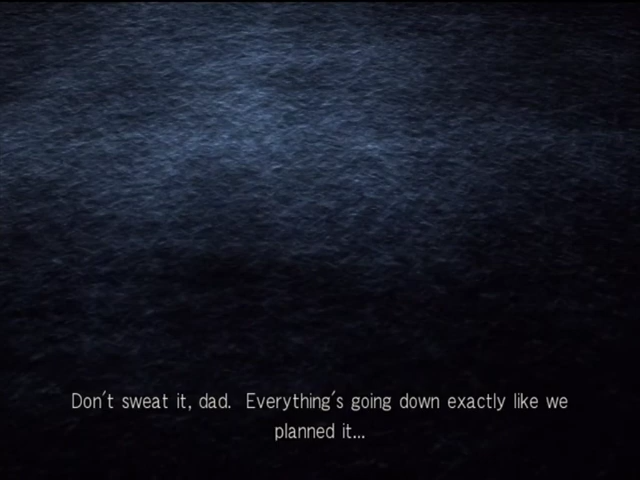 Don't sweat it, dad.  Everything's going down exactly like we
planned it...